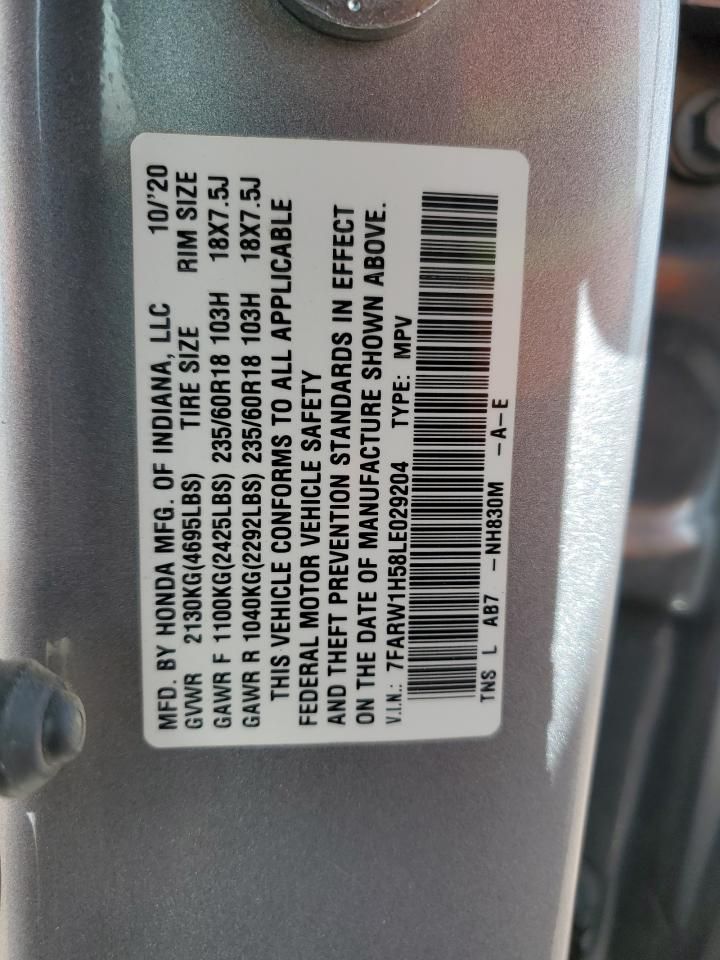 MFD. BY HONDA MFG. OF INDIANA, LLC 10/'20
GVWR 2130KG(4695LBS) TIRE SIZE RIM SIZE
GAWR F 1100KG(2425LBS) 235/60R18 103H 18X7.5J
GAWR R 1040KG(2292LBS) 235/60R18 103H 18X7.5J
THIS VEHICLE CONFORMS TO ALL APPLICABLE
FEDERAL MOTOR VEHICLE SAFETY
AND THEFT PREVENTION STANDARDS IN EFFECT
ON THE DATE OF MANUFACTURE SHOWN ABOVE.
V.I.N.: 7FARW1H58LE029204 TYPE: MPV
TNS L AB7 -NH830M -A-E